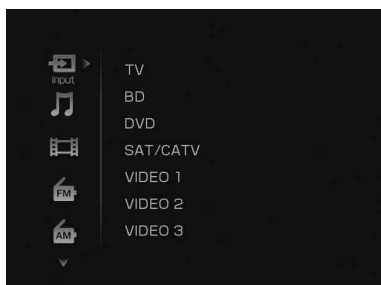 input
TV
BD
DVD
SAT/CATV
VIDEO 1
VIDEO 2
FM
VIDEO 3
AM